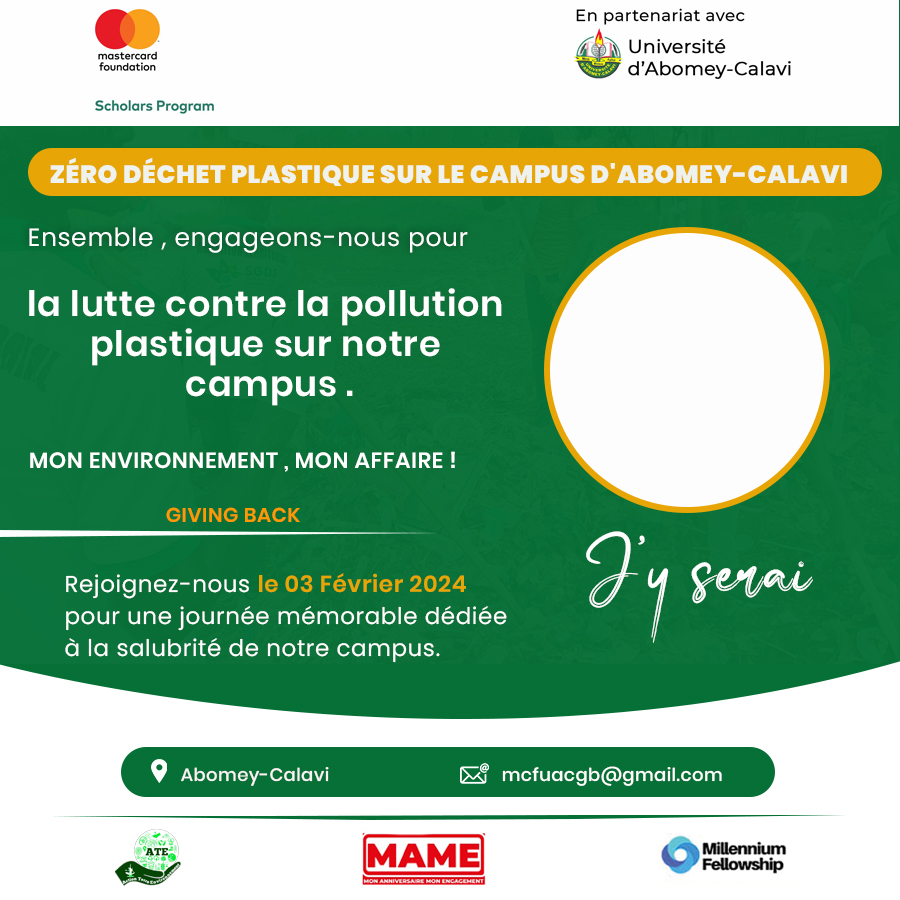 mastercard
foundation
Scholars Program
En partenariat avec
Université
d'Abomey-Calavi
ZÉRO DÉCHET PLASTIQUE SUR LE CAMPUS D'ABOMEY-CALAVI
Ensemble , engageons-nous pour
la lutte contre la pollution
plastique sur notre
campus .
MON ENVIRONNEMENT , MON AFFAIRE !
GIVING BACK
J'y serai
Rejoignez-nous le 03 Février 2024
pour une journée mémorable dédiée
à la salubrité de notre campus.
Abomey-Calavi
mcfuacgb@gmail.com
ATE
MAME
MON ANNIVERSAIRE MON ENGAGEMENT
Millennium
Fellowship